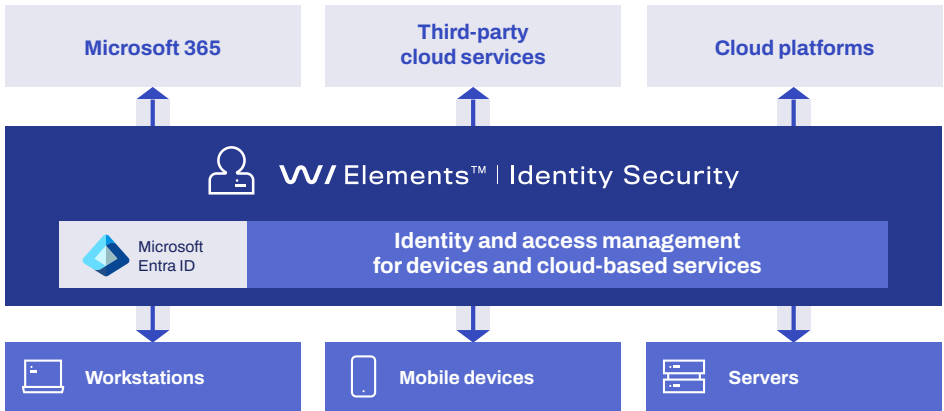 Microsoft 365
Third-party
cloud services
Cloud platforms
W/ Elements™ | Identity Security
Microsoft
Entra ID
Identity and access management
for devices and cloud-based services
Workstations
Mobile devices
Servers